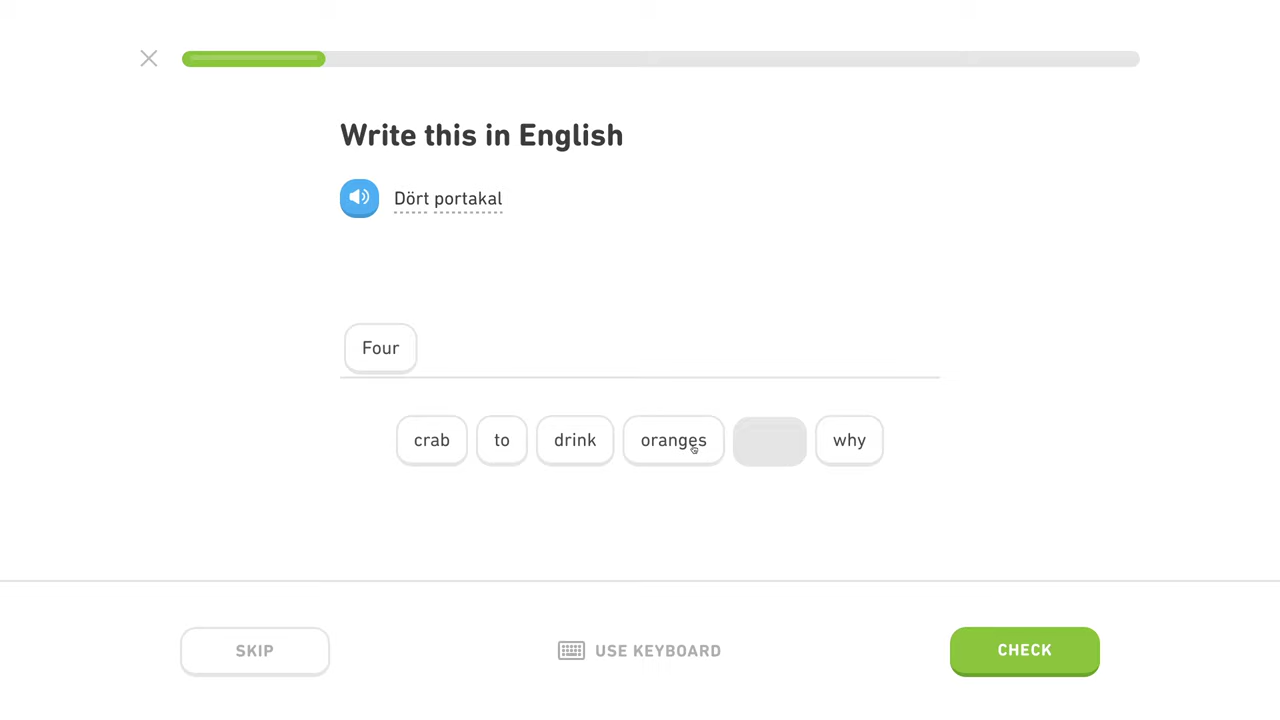 Write this in English
Dört portakal
Four
crab to drink oranges why
SKIP USE KEYBOARD CHECK